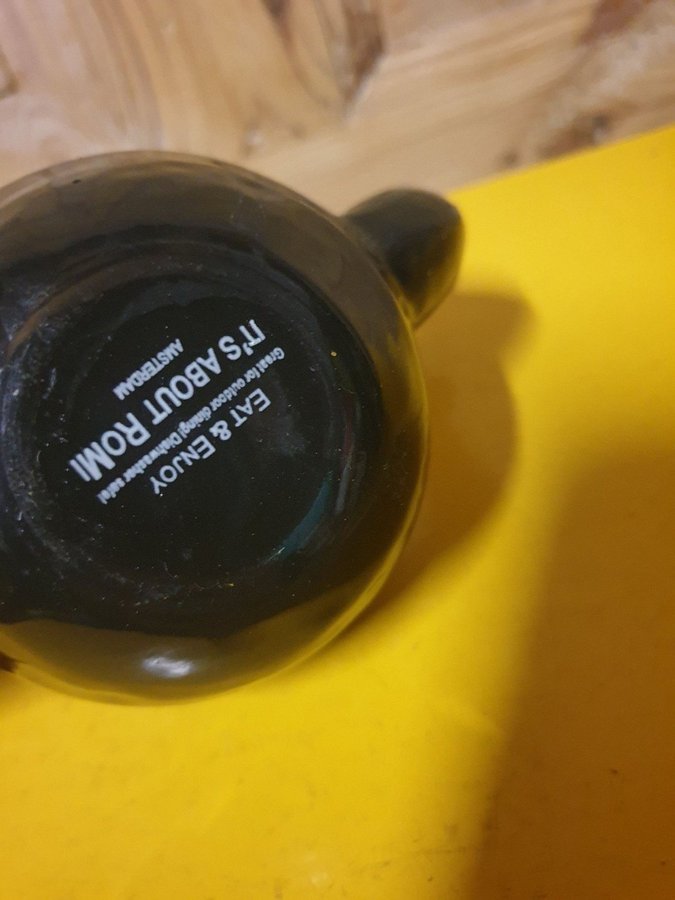 EAT & ENJOY
Great for outdoor dining! Dishwasher safe!
IT'S ABOUT RoMi
AMSTERDAM